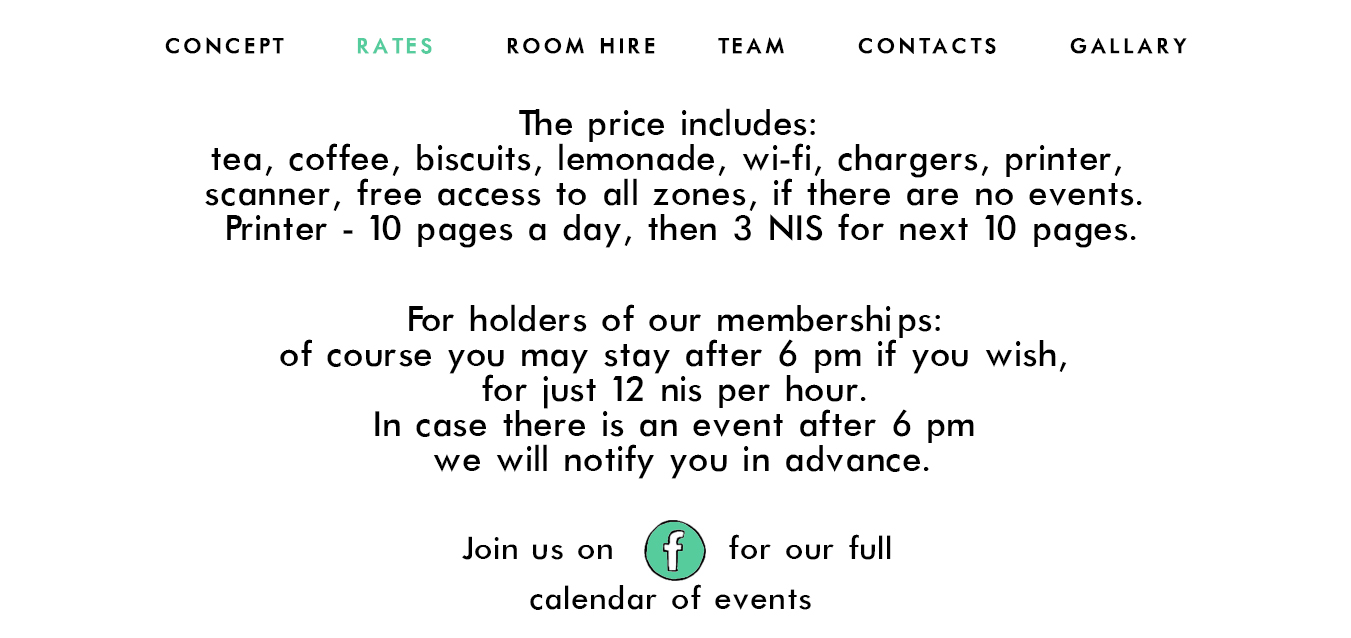 CONCEPT RATES ROOM HIRE TEAM CONTACTS GALLARY
The price includes:
tea, coffee, biscuits, lemonade, wi-fi, chargers, printer,
scanner, free access to all zones, if there are no events.
Printer - 10 pages a day, then 3 NIS for next 10 pages.
For holders of our memberships:
of course you may stay after 6 pm if you wish,
for just 12 nis per hour.
In case there is an event after 6 pm
we will notify you in advance.
Join us on f for our full
calendar of events